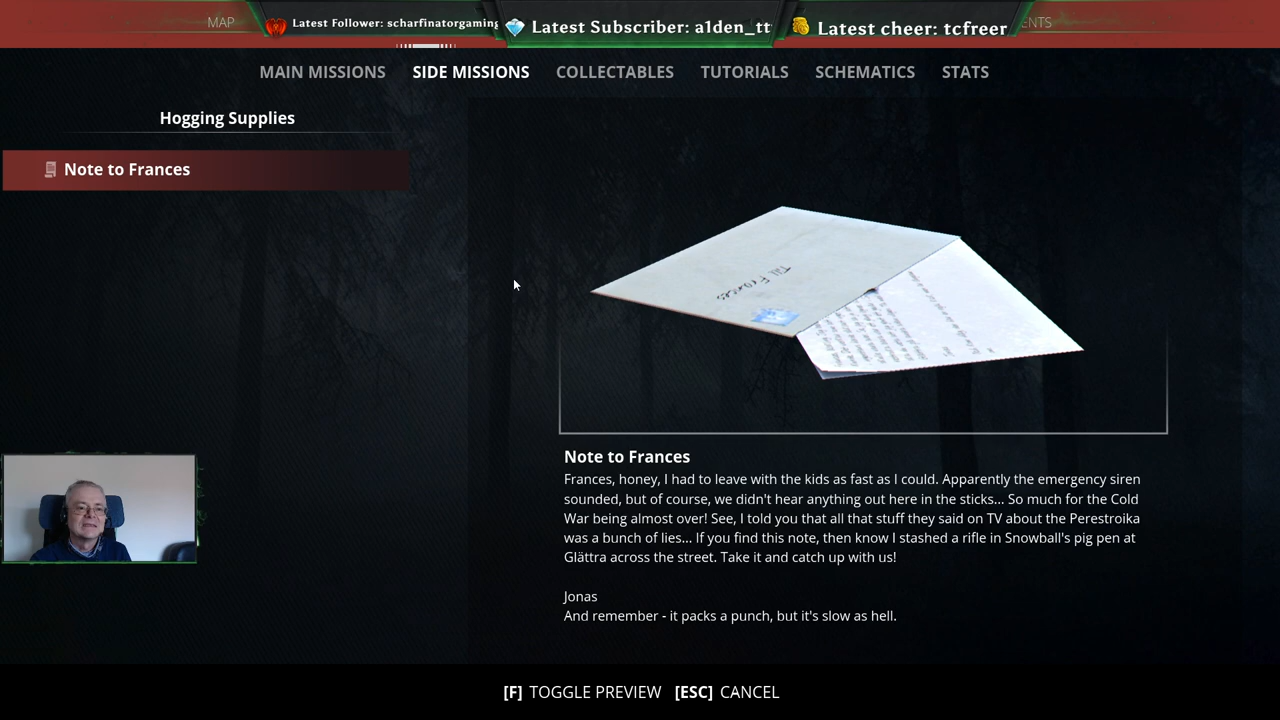 MAP
Latest Follower: scharfinatorgaming
Latest Subscriber: a1den_tt
Latest cheer: tcfreer
ENTS
MAIN MISSIONS SIDE MISSIONS COLLECTABLES TUTORIALS SCHEMATICS STATS
Hogging Supplies
Note to Frances
Till Frances
Note to Frances
Frances, honey, I had to leave with the kids as fast as I could. Apparently the emergency siren
sounded, but of course, we didn't hear anything out here in the sticks... So much for the Cold
War being almost over! See, I told you that all that stuff they said on TV about the Perestroika
was a bunch of lies... If you find this note, then know I stashed a rifle in Snowball's pig pen at
Glättra across the street. Take it and catch up with us!
Jonas
And remember - it packs a punch, but it's slow as hell.
[F] TOGGLE PREVIEW [ESC] CANCEL